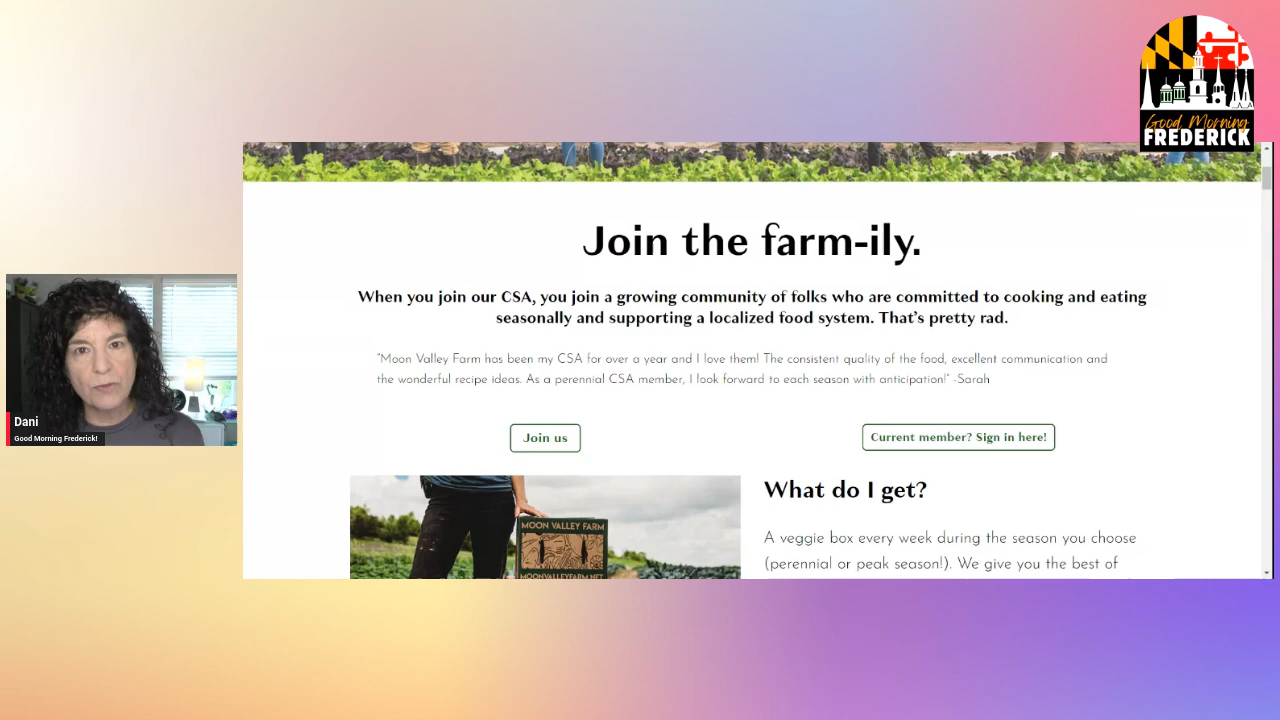 Good Morning
FREDERICK
Join the farm-ily.
When you join our CSA, you join a growing community of folks who are committed to cooking and eating
seasonally and supporting a localized food system. That's pretty rad.
"Moon Valley Farm has been my CSA for over a year and I love them! The consistent quality of the food, excellent communication and
the wonderful recipe ideas. As a perennial CSA member, I look forward to each season with anticipation!" -Sarah
Dani
Good Morning Frederick!
Join us
Current member? Sign in here!
What do I get?
MOON VALLEY FARM
MOONVALLEYFARM.NET
A veggie box every week during the season you choose
(perennial or peak season!). We give you the best of